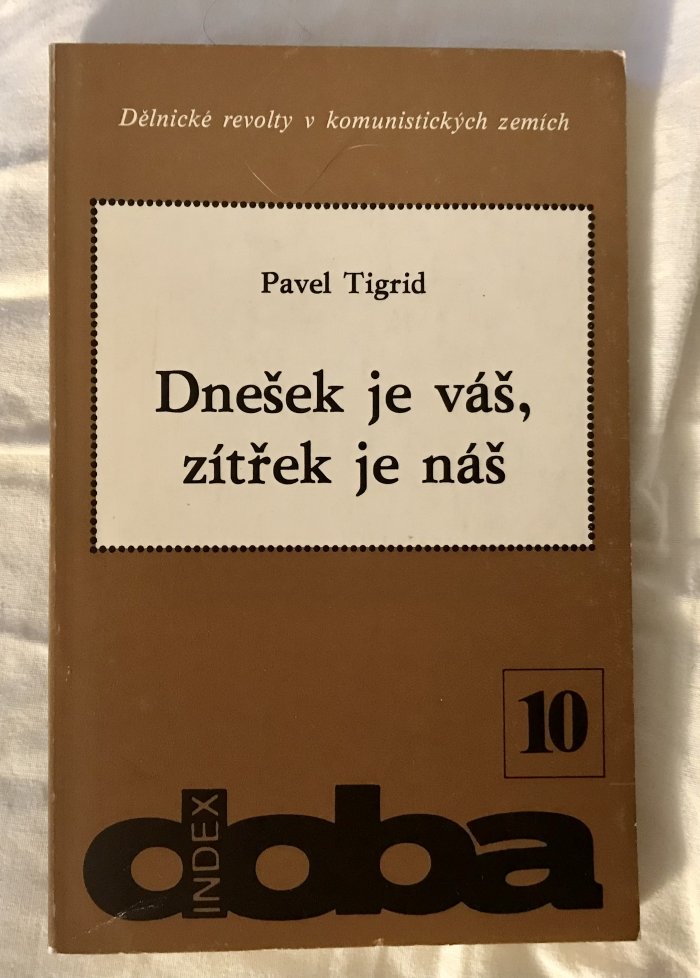 Dělnické revolty v komunistických zemích
Pavel Tigrid
Dnešek je váš,
zítřek je náš
10
INDEX
doba